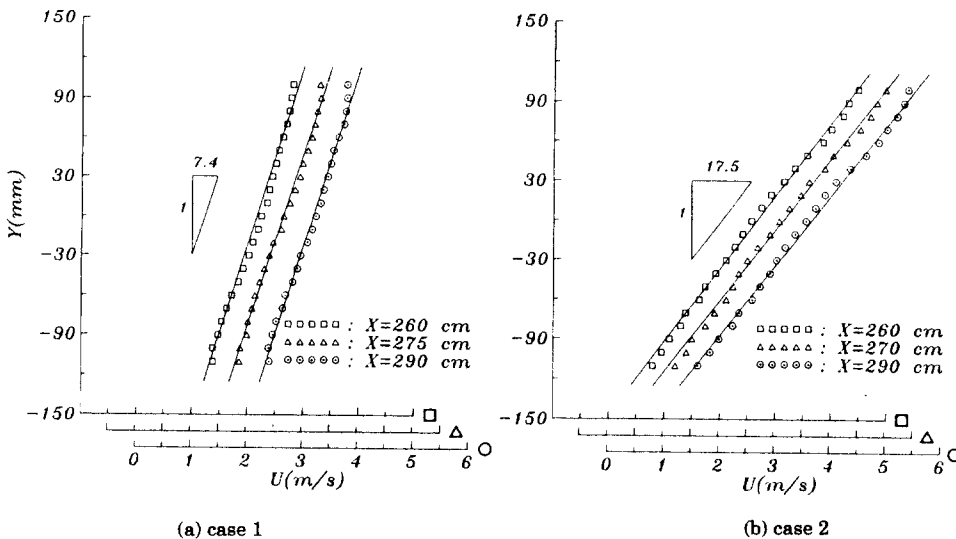 150
90
30
-30
-90
-150
Y(mm)
7.4
1
: X=260 cm
: X=275 cm
: X=290 cm
0 1 2 3 4 5 6
U(m/s)
(a) case 1
150
90
30
-30
-90
-150
17.5
1
: X=260 cm
: X=270 cm
: X=290 cm
0 1 2 3 4 5 6
U(m/s)
(b) case 2